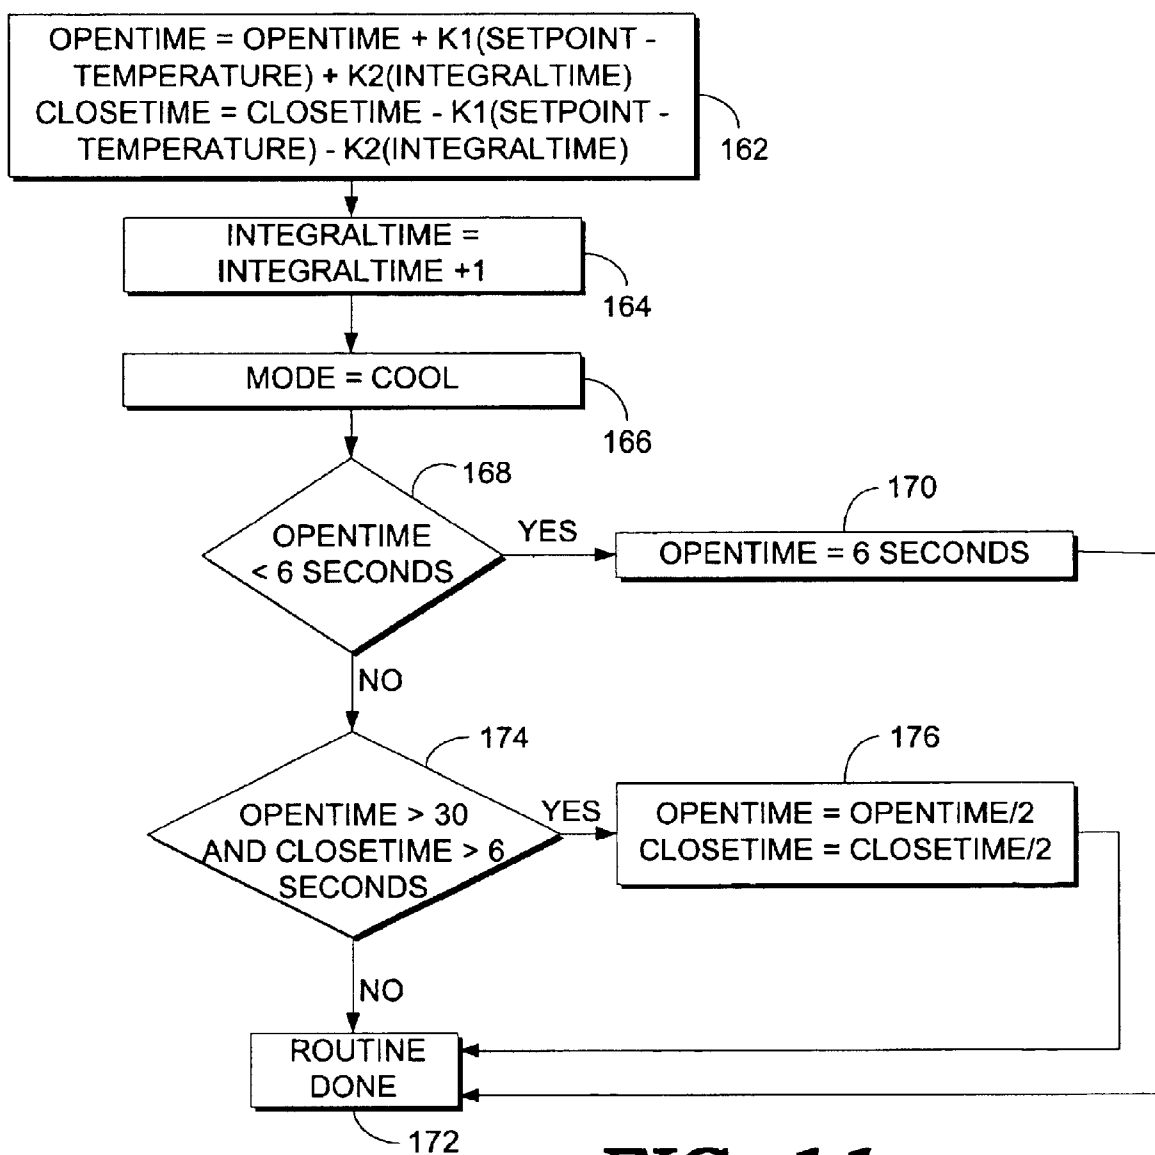 OPENTIME = OPENTIME + K1(SETPOINT -
TEMPERATURE) + K2(INTEGRALTIME)
CLOSETIME = CLOSETIME - K1(SETPOINT -
TEMPERATURE) - K2(INTEGRALTIME)
162
INTEGRALTIME =
INTEGRALTIME +1
164
MODE = COOL
166
168
OPENTIME
< 6 SECONDS
YES
170
OPENTIME = 6 SECONDS
NO
174
OPENTIME > 30
AND CLOSETIME > 6
SECONDS
YES
176
OPENTIME = OPENTIME/2
CLOSETIME = CLOSETIME/2
NO
ROUTINE
DONE
172